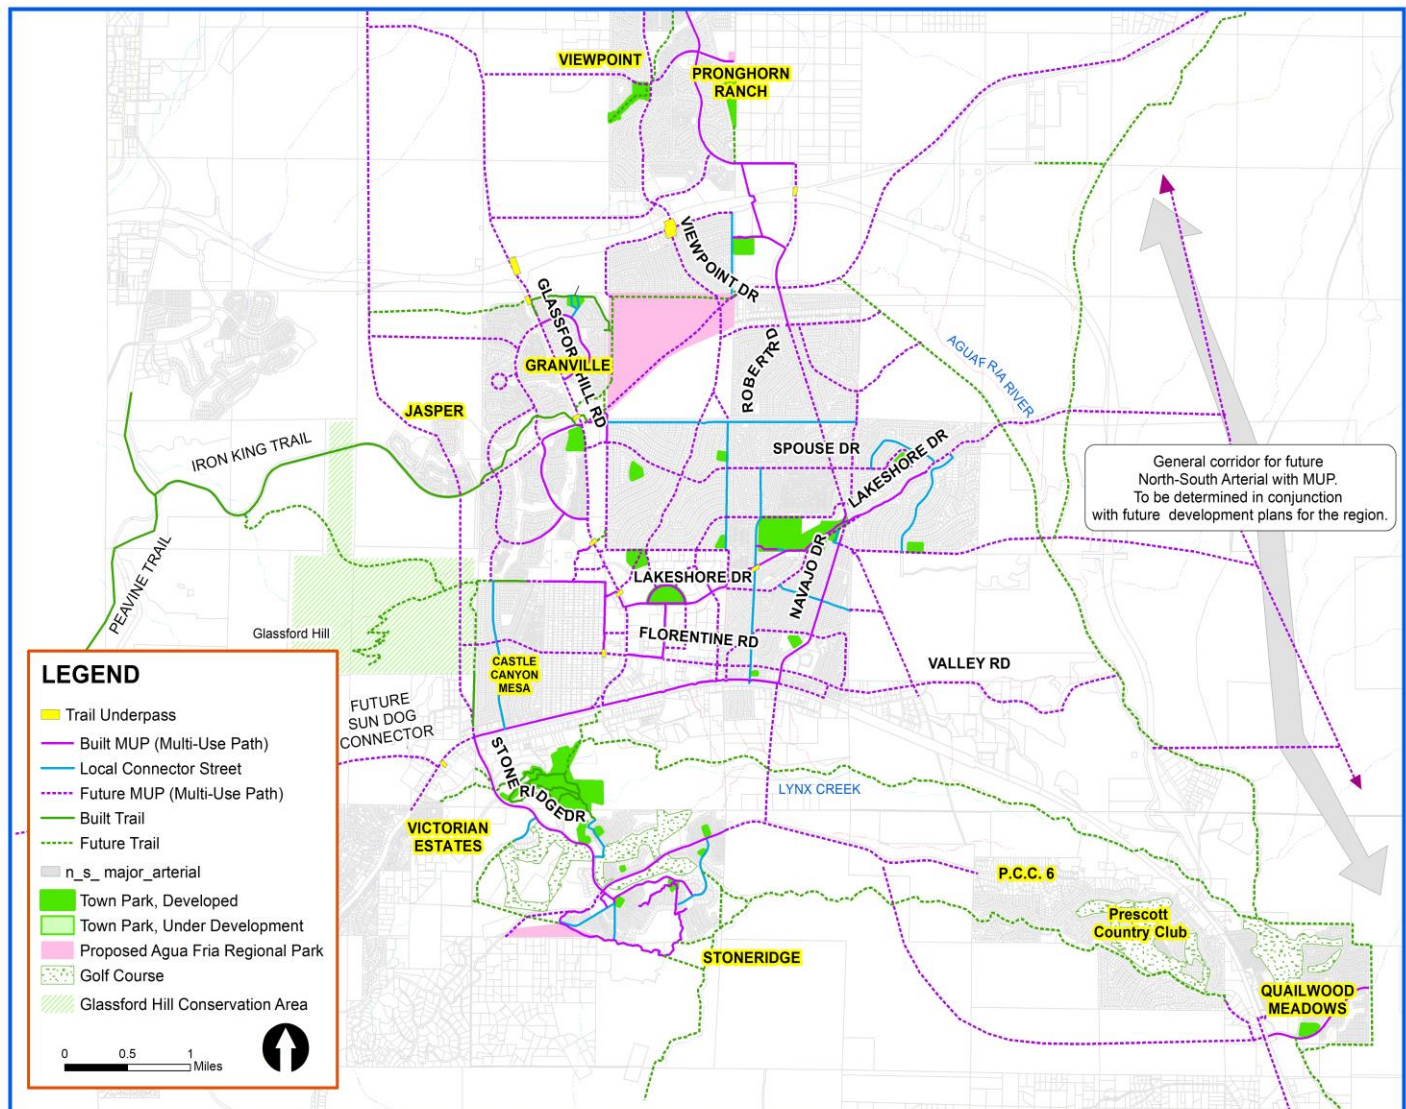 VIEWPOINT
PRONGHORN
RANCH
VIEWPOINT DR
GLASSFORD HILL RD
GRANVILLE
ROBERT RD
JASPER
AGUA FRIA RIVER
IRON KING TRAIL
SPOUSE DR
LAKESHORE DR
General corridor for future
North-South Arterial with MUP.
To be determined in conjunction
with future development plans for the region.
PEAVINE TRAIL
LAKESHORE DR
NAVAJO DR
Glassford Hill
FLORENTINE RD
VALLEY RD
CASTLE
CANYON
MESA
FUTURE
SUN DOG
CONNECTOR
STONERIDGE DR
LYNX CREEK
VICTORIAN
ESTATES
P.C.C. 6
Prescott
Country Club
STONERIDGE
QUAILWOOD
MEADOWS
LEGEND
Trail Underpass
Built MUP (Multi-Use Path)
Local Connector Street
Future MUP (Multi-Use Path)
Built Trail
Future Trail
n_s_ major_arterial
Town Park, Developed
Town Park, Under Development
Proposed Agua Fria Regional Park
Golf Course
Glassford Hill Conservation Area
0 0.5 1
Miles